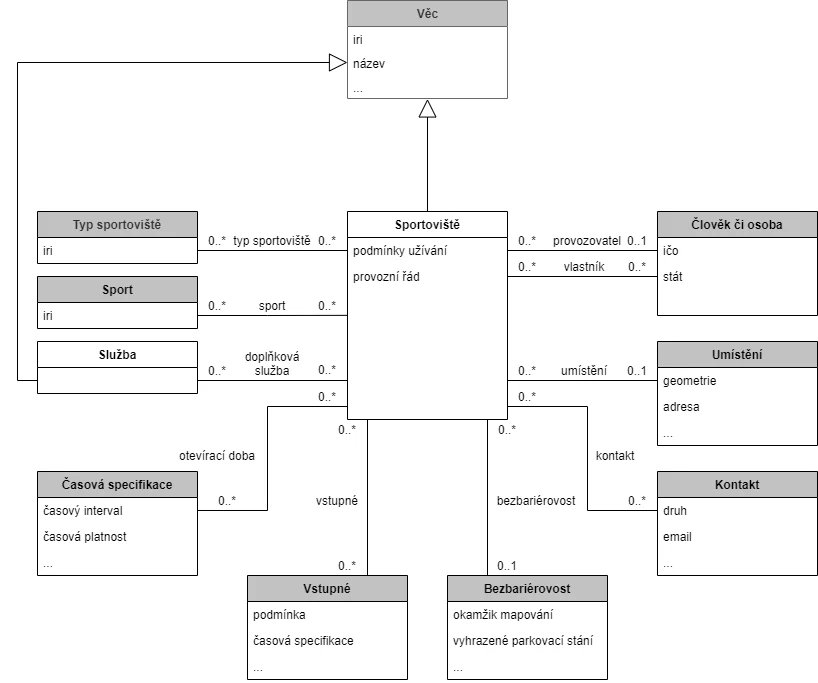 Věc
iri
název
...
Typ sportoviště
iri
0..* typ sportoviště 0..*
Sportoviště
podmínky užívání
provozní řád
0..* provozovatel 0..1
0..* vlastník 0..*
Člověk či osoba
ičo
stát
Sport
iri
0..* sport 0..*
Služba
doplňková
0..* služba 0..*
0..* umístění 0..1
Umístění
geometrie
adresa
...
0..*
0..*
0..*
0..*
otevírací doba
kontakt
Časová specifikace
časový interval
časová platnost
...
0..*
vstupné
bezbariérovost
0..*
Kontakt
druh
email
...
0..*
0..1
Vstupné
podmínka
časová specifikace
...
Bezbariérovost
okamžik mapování
vyhrazené parkovací stání
...